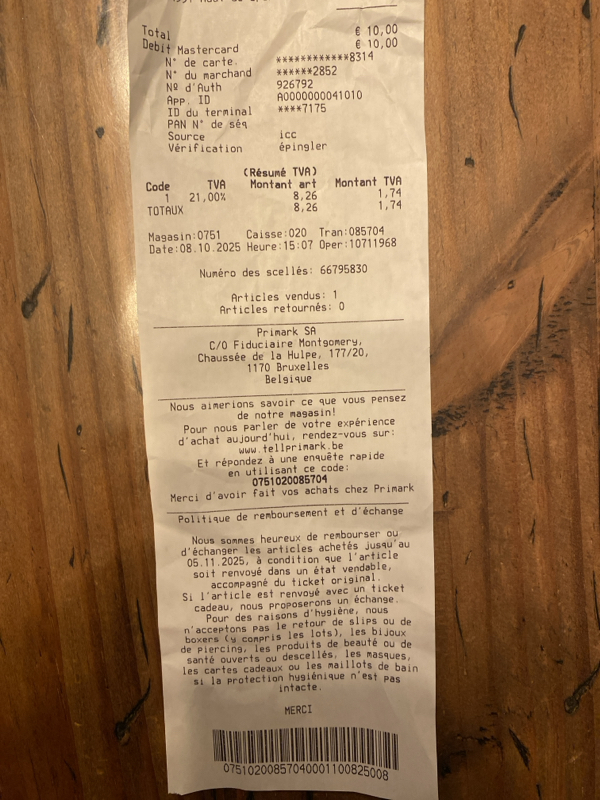 Total € 10,00
Debit Mastercard € 10,00
N° de carte ************8314
N° du marchand ******2852
Nº d'Auth 926792
App. ID A0000000041010
ID du terminal ****7175
PAN N° de séq
Source icc
Vérification épingler
(Résumé TVA)
Code TVA Montant art Montant TVA
1 21,00% 8,26 1,74
TOTAUX 8,26 1,74
Magasin:0751 Caisse:020 Tran:085704
Date:08.10.2025 Heure:15:07 Oper:10711968
Numéro des scellés: 66795830
Articles vendus: 1
Articles retournés: 0
Primark SA
C/O Fiduciaire Montgomery,
Chaussée de la Hulpe, 177/20,
1170 Bruxelles
Belgique
Nous aimerions savoir ce que vous pensez
de notre magasin!
Pour nous parler de votre expérience
d'achat aujourd'hui, rendez-vous sur:
www.tellprimark.be
Et répondez à une enquête rapide
en utilisant ce code:
0751020085704
Merci d'avoir fait vos achats chez Primark
Politique de remboursement et d'échange
Nous sommes heureux de rembourser ou
d'échanger les articles achetés jusqu'au
05.11.2025, à condition que l'article
soit renvoyé dans un état vendable,
accompagné du ticket original.
Si l'article est renvoyé avec un ticket
cadeau, nous proposerons un échange.
Pour des raisons d'hygiène, nous
n'acceptons pas le retour de slips ou de
boxers (y compris les lots), les bijoux
de piercing, les produits de beauté ou de
santé ouverts ou descellés, les masques,
les cartes cadeaux ou les maillots de bain
si la protection hygiénique n'est pas
intacte.
MERCI
07510200857040001100825008